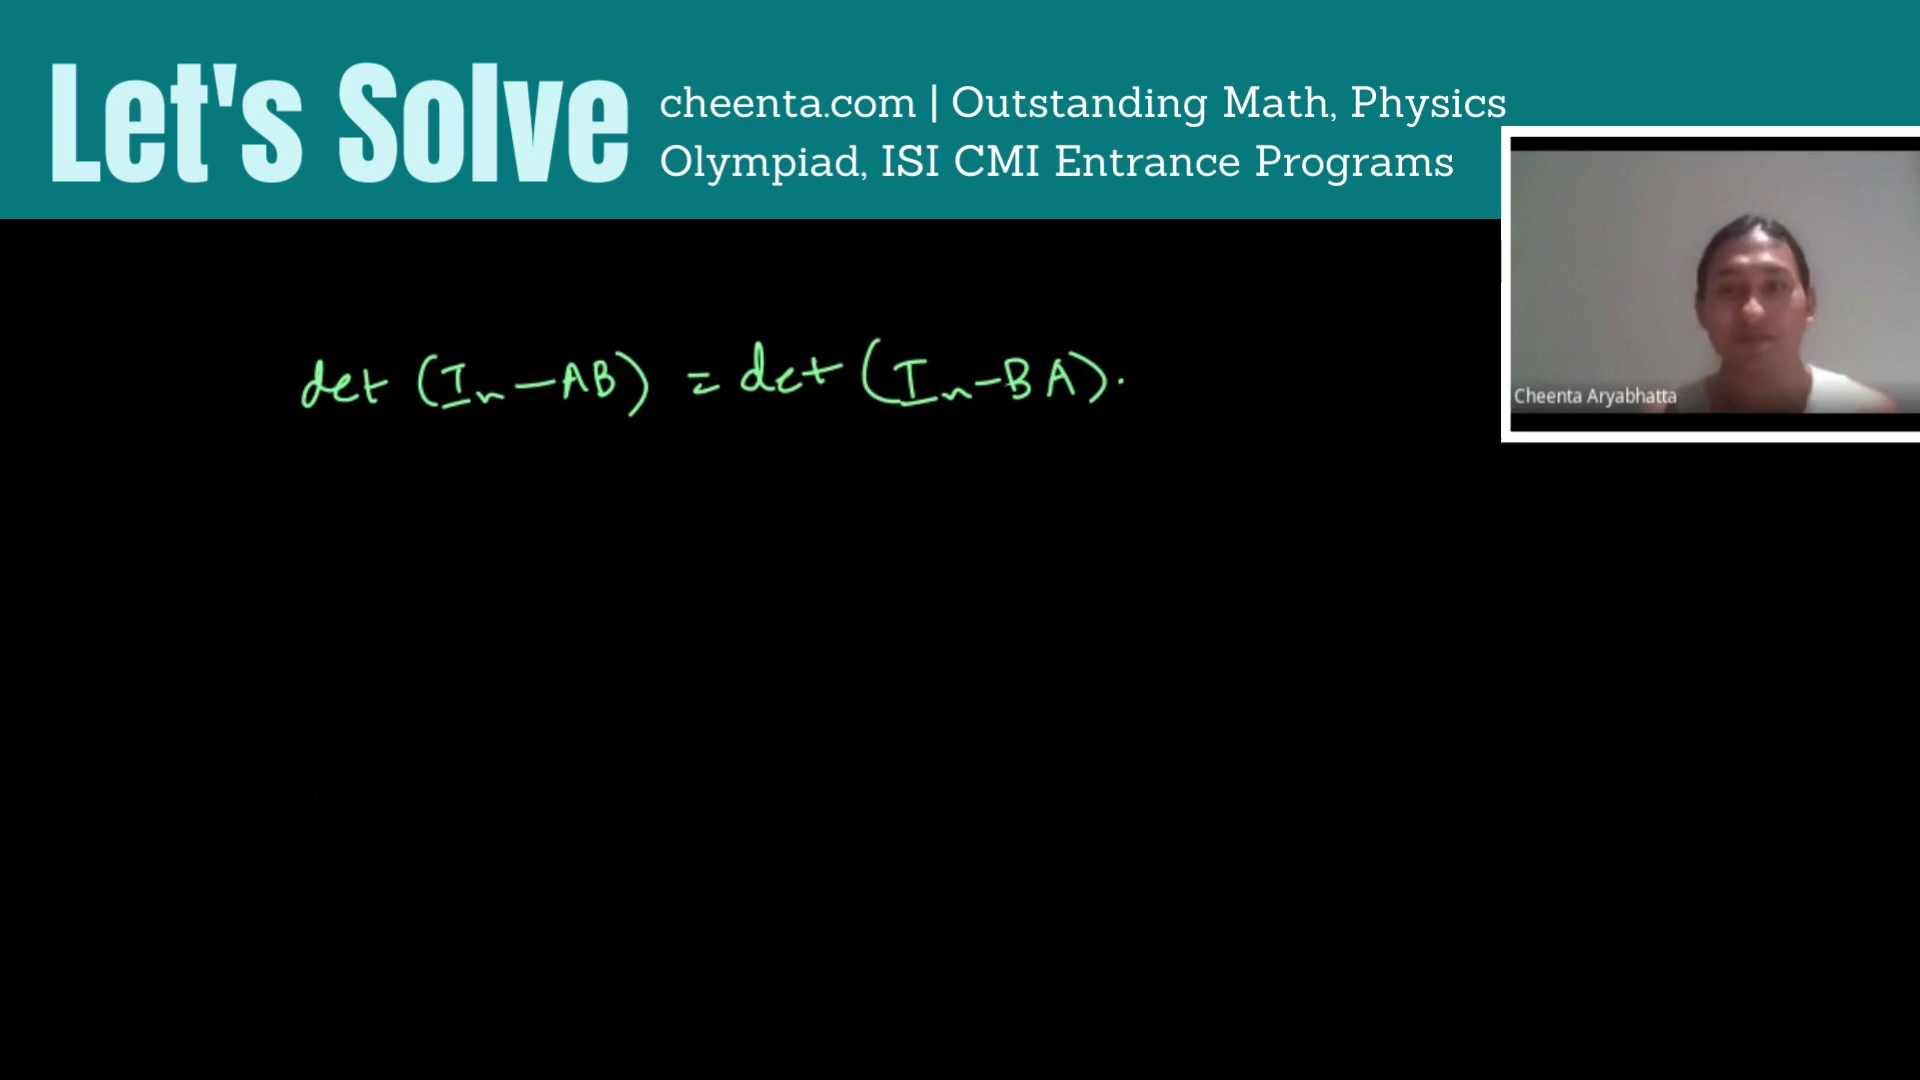 Let's Solve
cheenta.com | Outstanding Math, Physics
Olympiad, ISI CMI Entrance Programs
det (In - AB) = det (In - BA).
Cheenta Aryabhatta